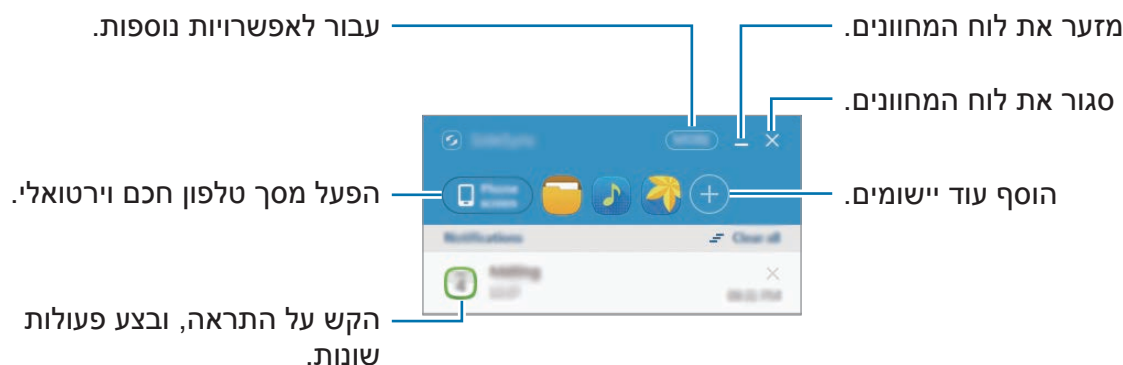 עבור לאפשרויות נוספות.
מזער את לוח המחוונים.
סגור את לוח המחוונים.
הפעל מסך טלפון חכם וירטואלי.
הוסף עוד יישומים.
Notifications
Clear all
הקש על התראה, ובצע פעולות
שונות.